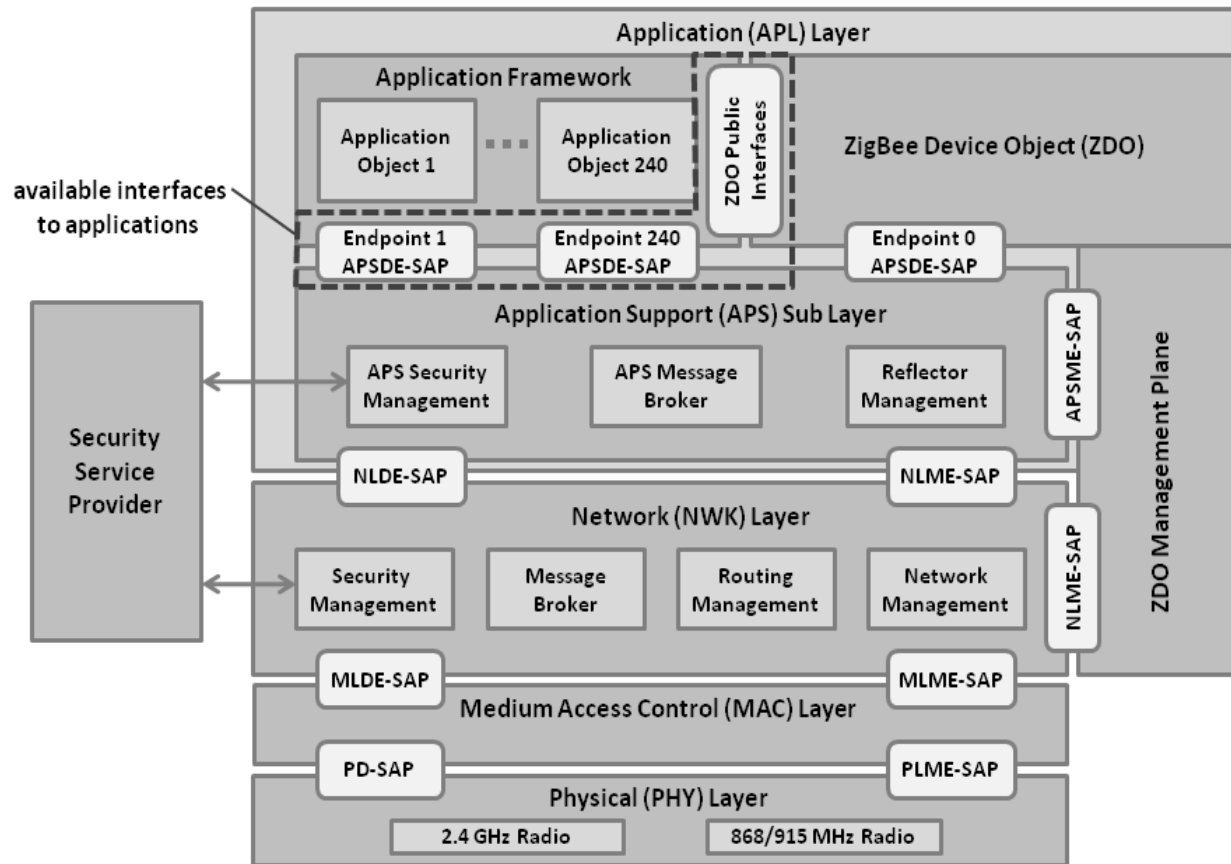 Application (APL) Layer
Application Framework
Application
Object 1
Application
Object 240
ZDO Public
Interfaces
ZigBee Device Object (ZDO)
available interfaces
to applications
Endpoint 1
APSDE-SAP
Endpoint 240
APSDE-SAP
Endpoint 0
APSDE-SAP
Application Support (APS) Sub Layer
APS Security
Management
APS Message
Broker
Reflector
Management
APSME-SAP
Security
Service
Provider
ZDO Management Plane
NLDE-SAP
NLME-SAP
Network (NWK) Layer
Security
Management
Message
Broker
Routing
Management
Network
Management
NLME-SAP
MLDE-SAP
MLME-SAP
Medium Access Control (MAC) Layer
PD-SAP
PLME-SAP
Physical (PHY) Layer
2.4 GHz Radio
868/915 MHz Radio